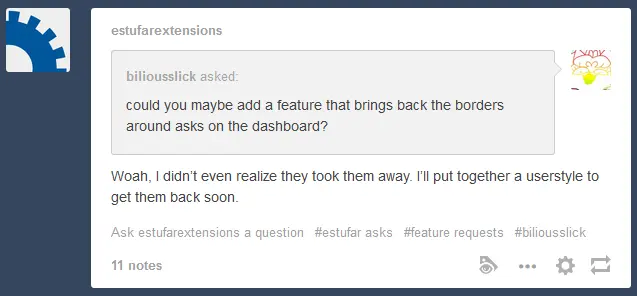 estufarextensions
biliousslick asked:
could you maybe add a feature that brings back the borders
around asks on the dashboard?
Woah, I didn't even realize they took them away. I'll put together a userstyle to
get them back soon.
Ask estufarextensions a question #estufar asks #feature requests #biliousslick
11 notes